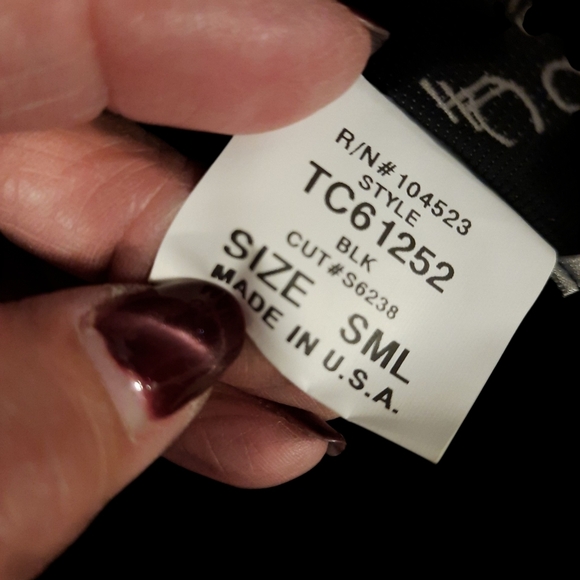 R/N#104523
STYLE
TC61252
BLK
CUT#S6238
SIZE SML
MADE IN U.S.A.